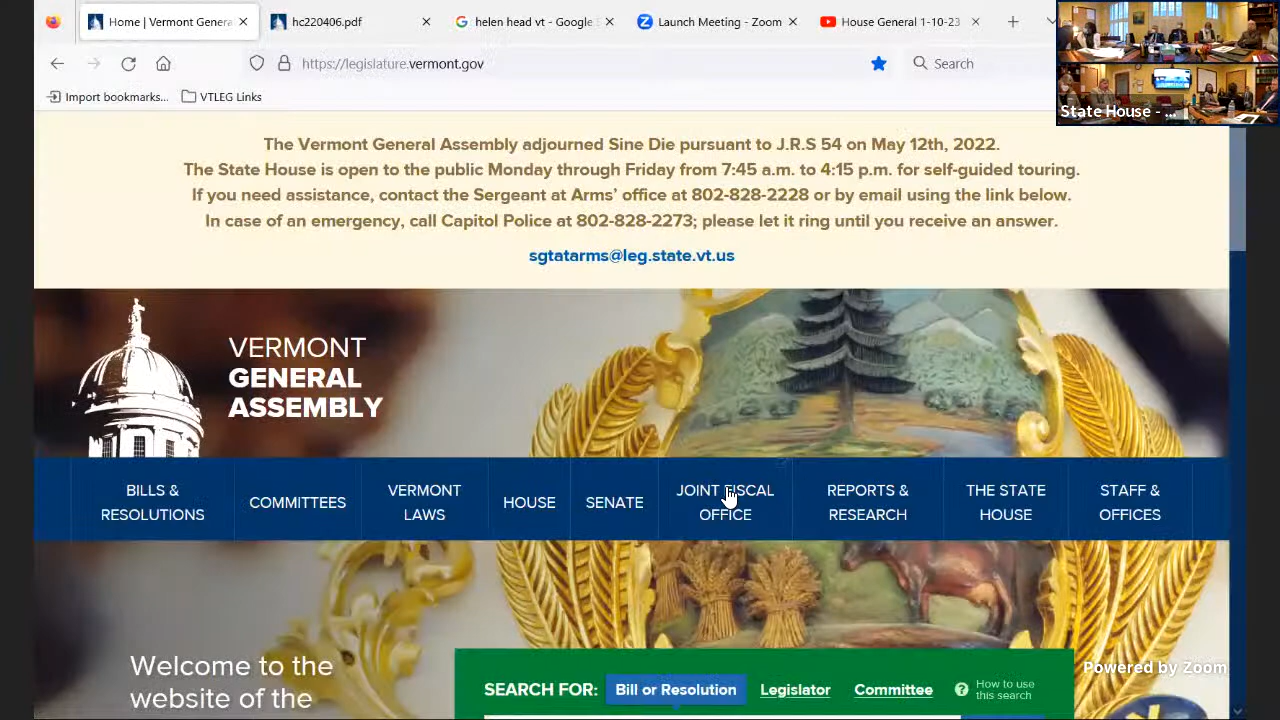 Home | Vermont Genera
hc220406.pdf
helen head vt - Google S
Launch Meeting - Zoom
House General 1-10-23
https://legislature.vermont.gov
Search
Import bookmarks...
VTLEG Links
State House - ...
The Vermont General Assembly adjourned Sine Die pursuant to J.R.S 54 on May 12th, 2022.
The State House is open to the public Monday through Friday from 7:45 a.m. to 4:15 p.m. for self-guided touring.
If you need assistance, contact the Sergeant at Arms’ office at 802-828-2228 or by email using the link below.
In case of an emergency, call Capitol Police at 802-828-2273; please let it ring until you receive an answer.
sgtatarms@leg.state.vt.us
VERMONT
GENERAL
ASSEMBLY
BILLS &
RESOLUTIONS
COMMITTEES
VERMONT
LAWS
HOUSE
SENATE
JOINT FISCAL
OFFICE
REPORTS &
RESEARCH
THE STATE
HOUSE
STAFF &
OFFICES
Welcome to the
website of the
SEARCH FOR:
Bill or Resolution
Legislator
Committee
? How to use
this search
Powered by Zoom